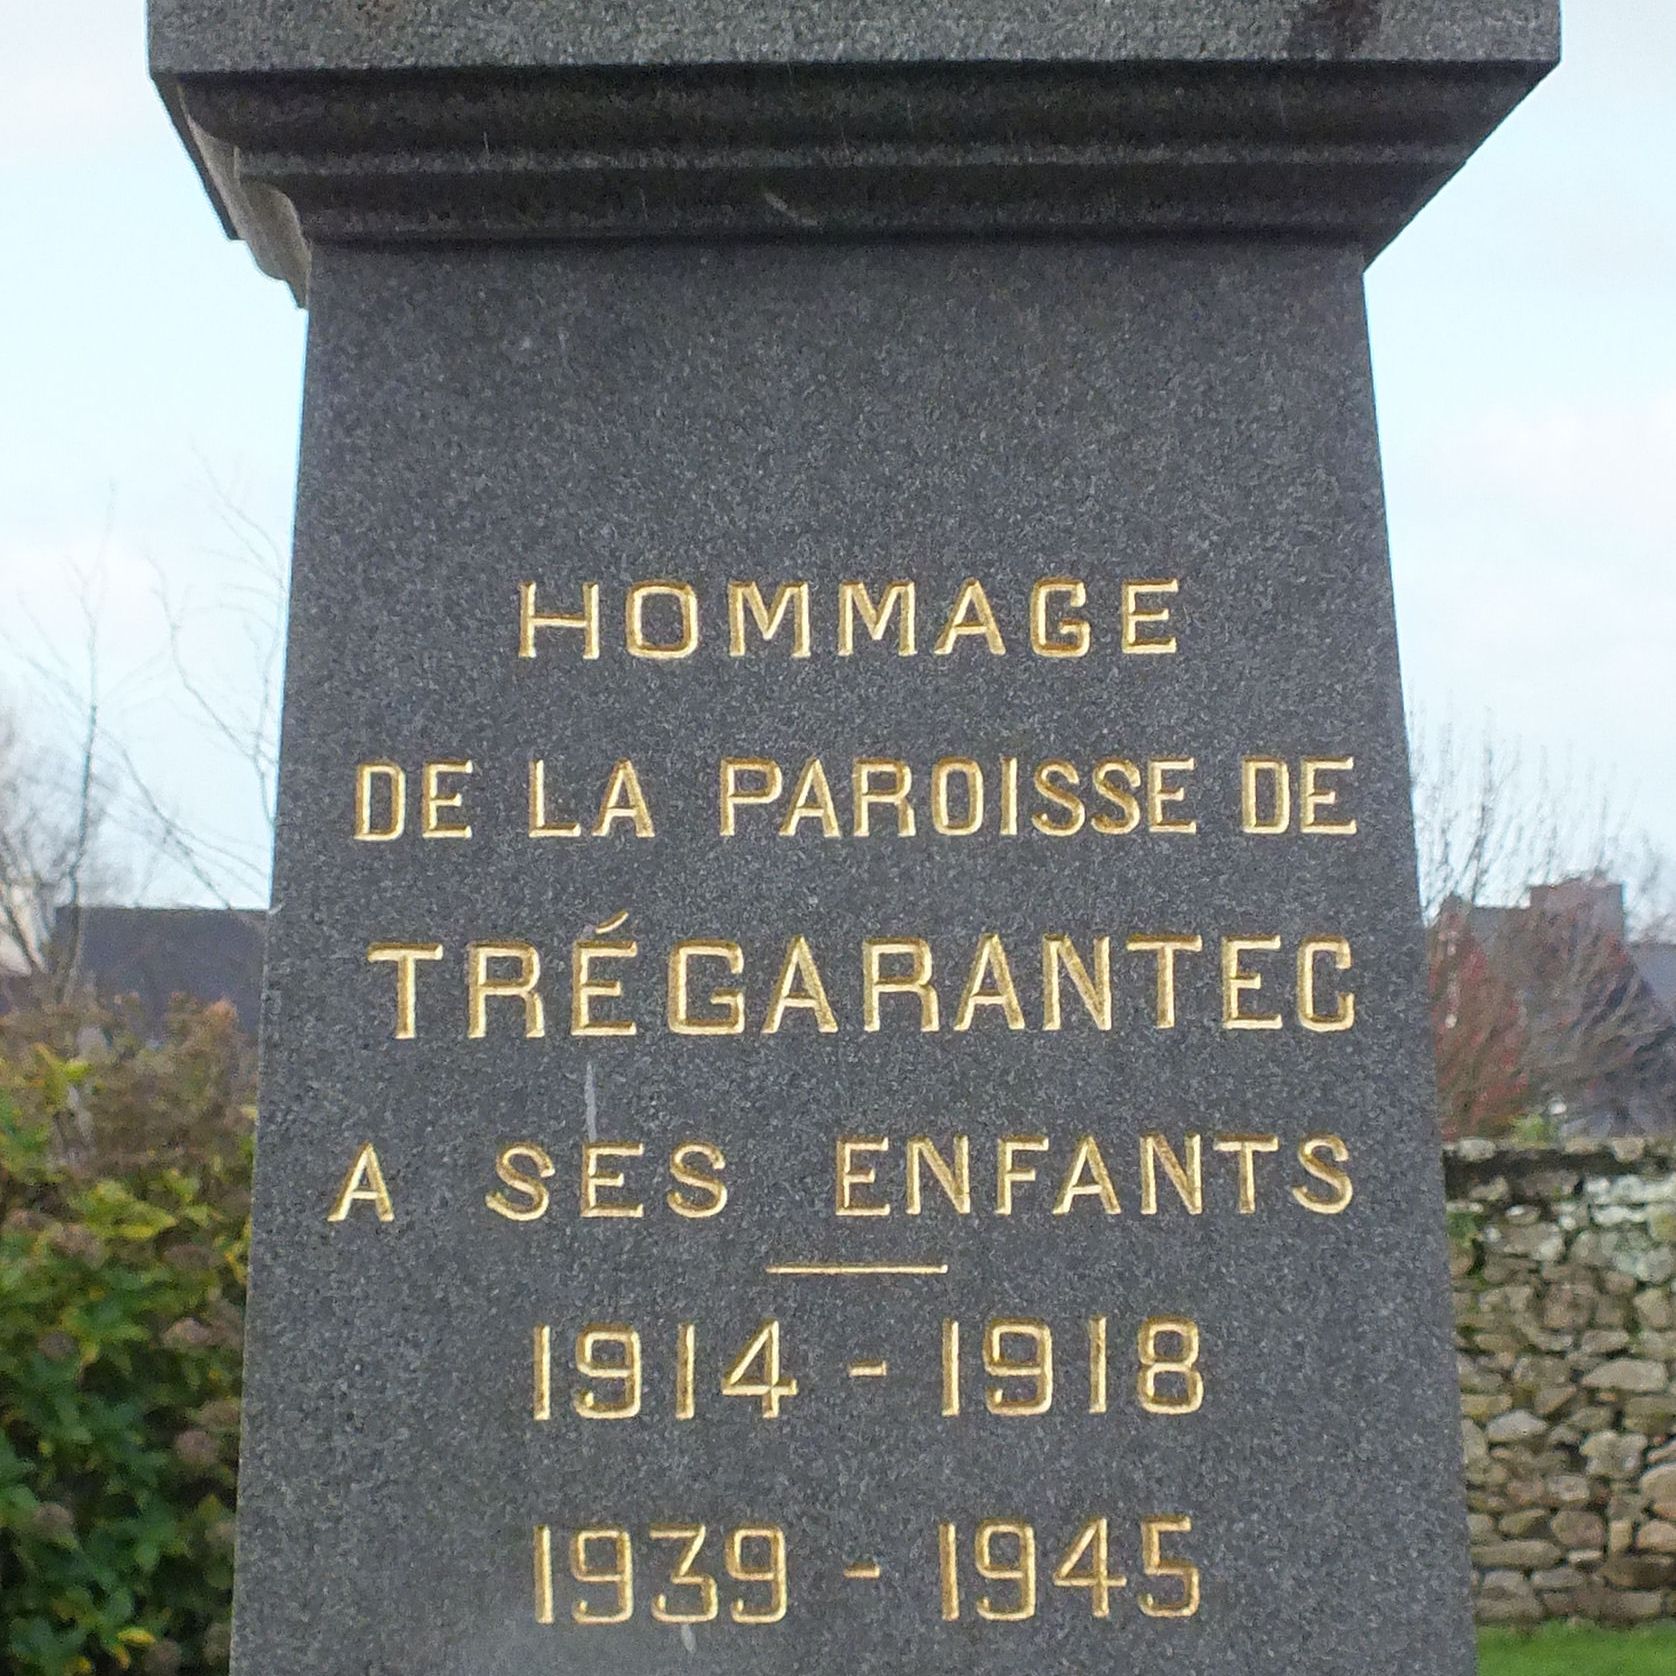 HOMMAGE
DE LA PAROISSE DE
TRÉGARANTEC
A SES ENFANTS
1914 - 1918
1939 - 1945